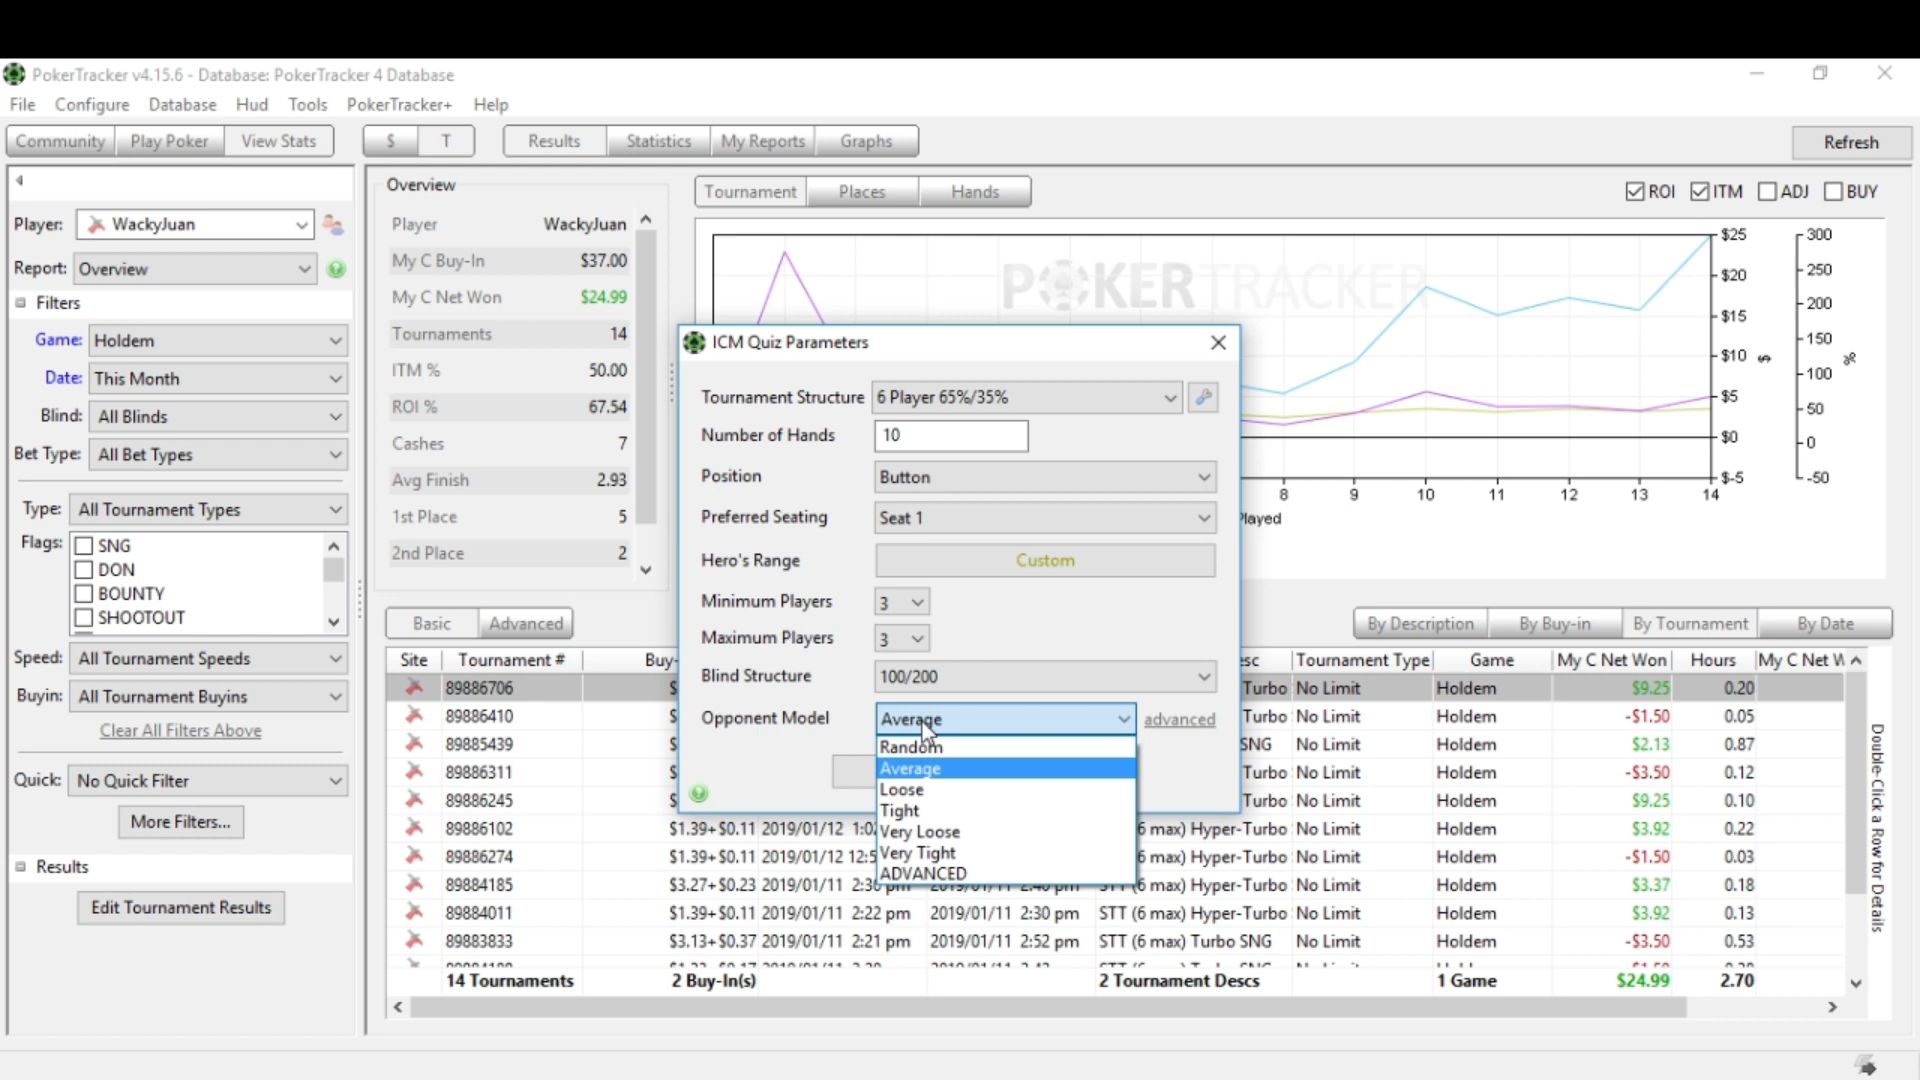 PokerTracker v4.15.6 - Database: PokerTracker 4 Database
File Configure Database Hud Tools PokerTracker+ Help
Community Play Poker View Stats $ T Results Statistics My Reports Graphs Refresh
Player: WackyJuan
Report: Overview
Filters
Game: Holdem
Date: This Month
Blind: All Blinds
Bet Type: All Bet Types
Type: All Tournament Types
Flags: SNG
DON
BOUNTY
SHOOTOUT
Speed: All Tournament Speeds
Buyin: All Tournament Buyins
Clear All Filters Above
Quick: No Quick Filter
More Filters...
Results
Edit Tournament Results
Overview
Player WackyJuan
My C Buy-In $37.00
My C Net Won $24.99
Tournaments 14
ITM % 50.00
ROI % 67.54
Cashes 7
Avg Finish 2.93
1st Place 5
2nd Place 2
Tournament Places Hands
ROI ITM ADJ BUY
POKERTRACKER
$25 300
$20 250
$15 200
$10 150
$5 100
$0 50
$-5 0
-50
$ %
8 9 10 11 12 13 14
Played
ICM Quiz Parameters
Tournament Structure 6 Player 65%/35%
Number of Hands 10
Position Button
Preferred Seating Seat 1
Hero's Range Custom
Minimum Players 3
Maximum Players 3
Blind Structure 100/200
Opponent Model Average advanced
Random
Average
Loose
Tight
Very Loose
Very Tight
ADVANCED
Basic Advanced
By Description By Buy-in By Tournament By Date
Site Tournament # Buy- esc Tournament Type Game My C Net Won Hours My C Net W
89886706 $ Turbo No Limit Holdem $9.25 0.20
89886410 $ Turbo No Limit Holdem -$1.50 0.05
89885439 $ SNG No Limit Holdem $2.13 0.87
89886311 $ Turbo No Limit Holdem -$3.50 0.12
89886245 $ Turbo No Limit Holdem $9.25 0.10
89886102 $1.39+$0.11 2019/01/12 1:02 6 max) Hyper-Turbo No Limit Holdem $3.92 0.22
89886274 $1.39+$0.11 2019/01/12 12:5 6 max) Hyper-Turbo No Limit Holdem -$1.50 0.03
89884185 $3.27+$0.23 2019/01/11 2:30 pm 2019/01/11 2:40 pm STT (6 max) Hyper-Turbo No Limit Holdem $3.37 0.18
89884011 $1.39+$0.11 2019/01/11 2:22 pm 2019/01/11 2:30 pm STT (6 max) Hyper-Turbo No Limit Holdem $3.92 0.13
89883833 $3.13+$0.37 2019/01/11 2:21 pm 2019/01/11 2:52 pm STT (6 max) Turbo SNG No Limit Holdem -$3.50 0.53
14 Tournaments 2 Buy-In(s) 2 Tournament Descs 1 Game $24.99 2.70
Double-Click a Row for Details